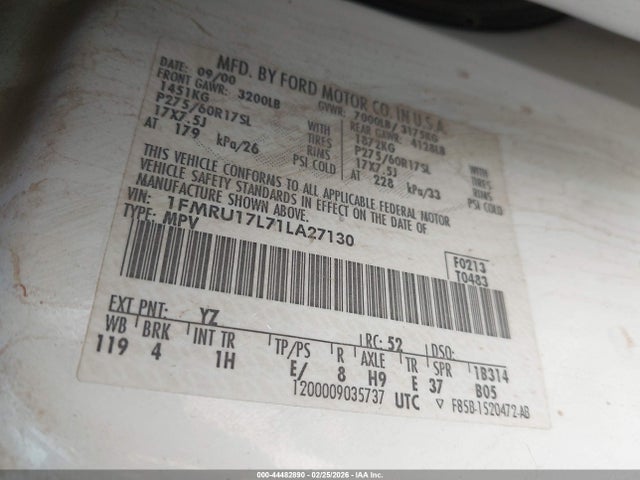 MFD. BY FORD MOTOR CO. IN U.S.A.
DATE: 09/00 GVWR: 7000LB/ 3175KG
FRONT GAWR: 3200LB REAR GAWR: 4128LB
1451KG WITH 1872KG WITH
P275/60R17SL TIRES P275/60R17SL TIRES
17X7.5J RIMS 17X7.5J RIMS
AT 179 kPa/26 PSI COLD AT 228 kPa/33 PSI COLD
THIS VEHICLE CONFORMS TO ALL APPLICABLE FEDERAL MOTOR
VEHICLE SAFETY STANDARDS IN EFFECT ON THE DATE OF
MANUFACTURE SHOWN ABOVE.
VIN: 1FMRU17L71LA27130
TYPE: MPV
F0213
T0483
EXT PNT: YZ RC: 52 DSO:
WB BRK INT TR TP/PS R AXLE TR SPR 1B314
119 4 1H E/ 8 H9 E 37 B05
1200009035737 UTC ▽ F85B-1520472-AB
000-44482890 - 02/25/2026 - IAA Inc.